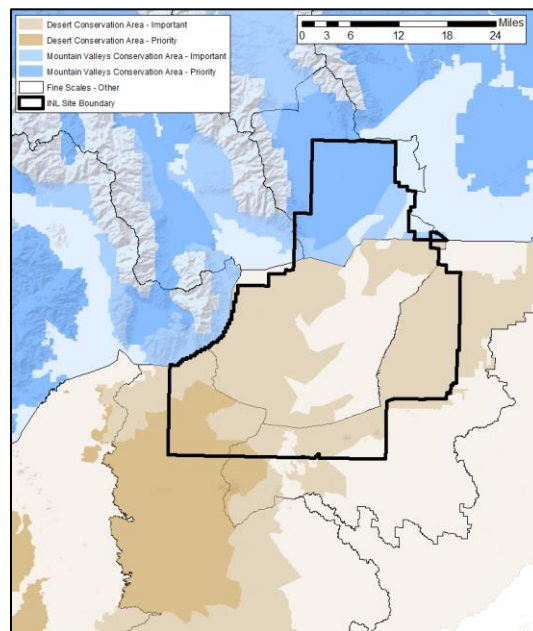 Desert Conservation Area - Important
Desert Conservation Area - Priority
Mountain Valleys Conservation Area - Important
Mountain Valleys Conservation Area - Priority
Fine Scales - Other
INL Site Boundary
Miles
0 3 6 12 18 24